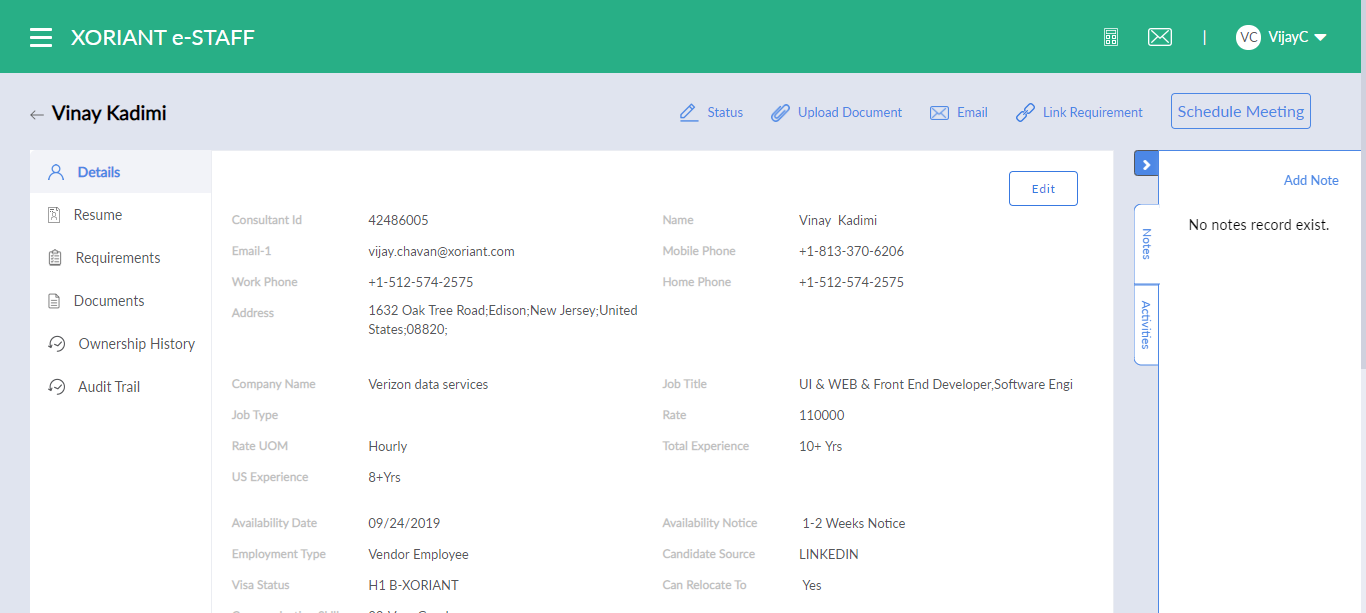 XORIANT e-STAFF
| VC VijayC
← Vinay Kadimi
Status Upload Document Email Link Requirement Schedule Meeting
Details
Resume
Requirements
Documents
Ownership History
Audit Trail
Edit
Consultant Id 42486005 Name Vinay Kadimi
Email-1 vijay.chavan@xoriant.com Mobile Phone +1-813-370-6206
Work Phone +1-512-574-2575 Home Phone +1-512-574-2575
Address 1632 Oak Tree Road;Edison;New Jersey;United
States;08820;
Company Name Verizon data services Job Title UI & WEB & Front End Developer,Software Engi
Job Type Rate 110000
Rate UOM Hourly Total Experience 10+ Yrs
US Experience 8+Yrs
Availability Date 09/24/2019 Availability Notice 1-2 Weeks Notice
Employment Type Vendor Employee Candidate Source LINKEDIN
Visa Status H1 B-XORIANT Can Relocate To Yes
Add Note
No notes record exist.
Notes
Activities